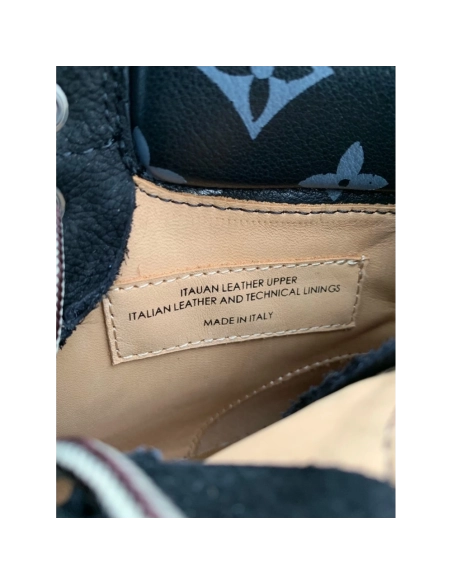 ITAUAN LEATHER UPPER
ITALIAN LEATHER AND TECHNICAL LININGS
MADE IN ITALY